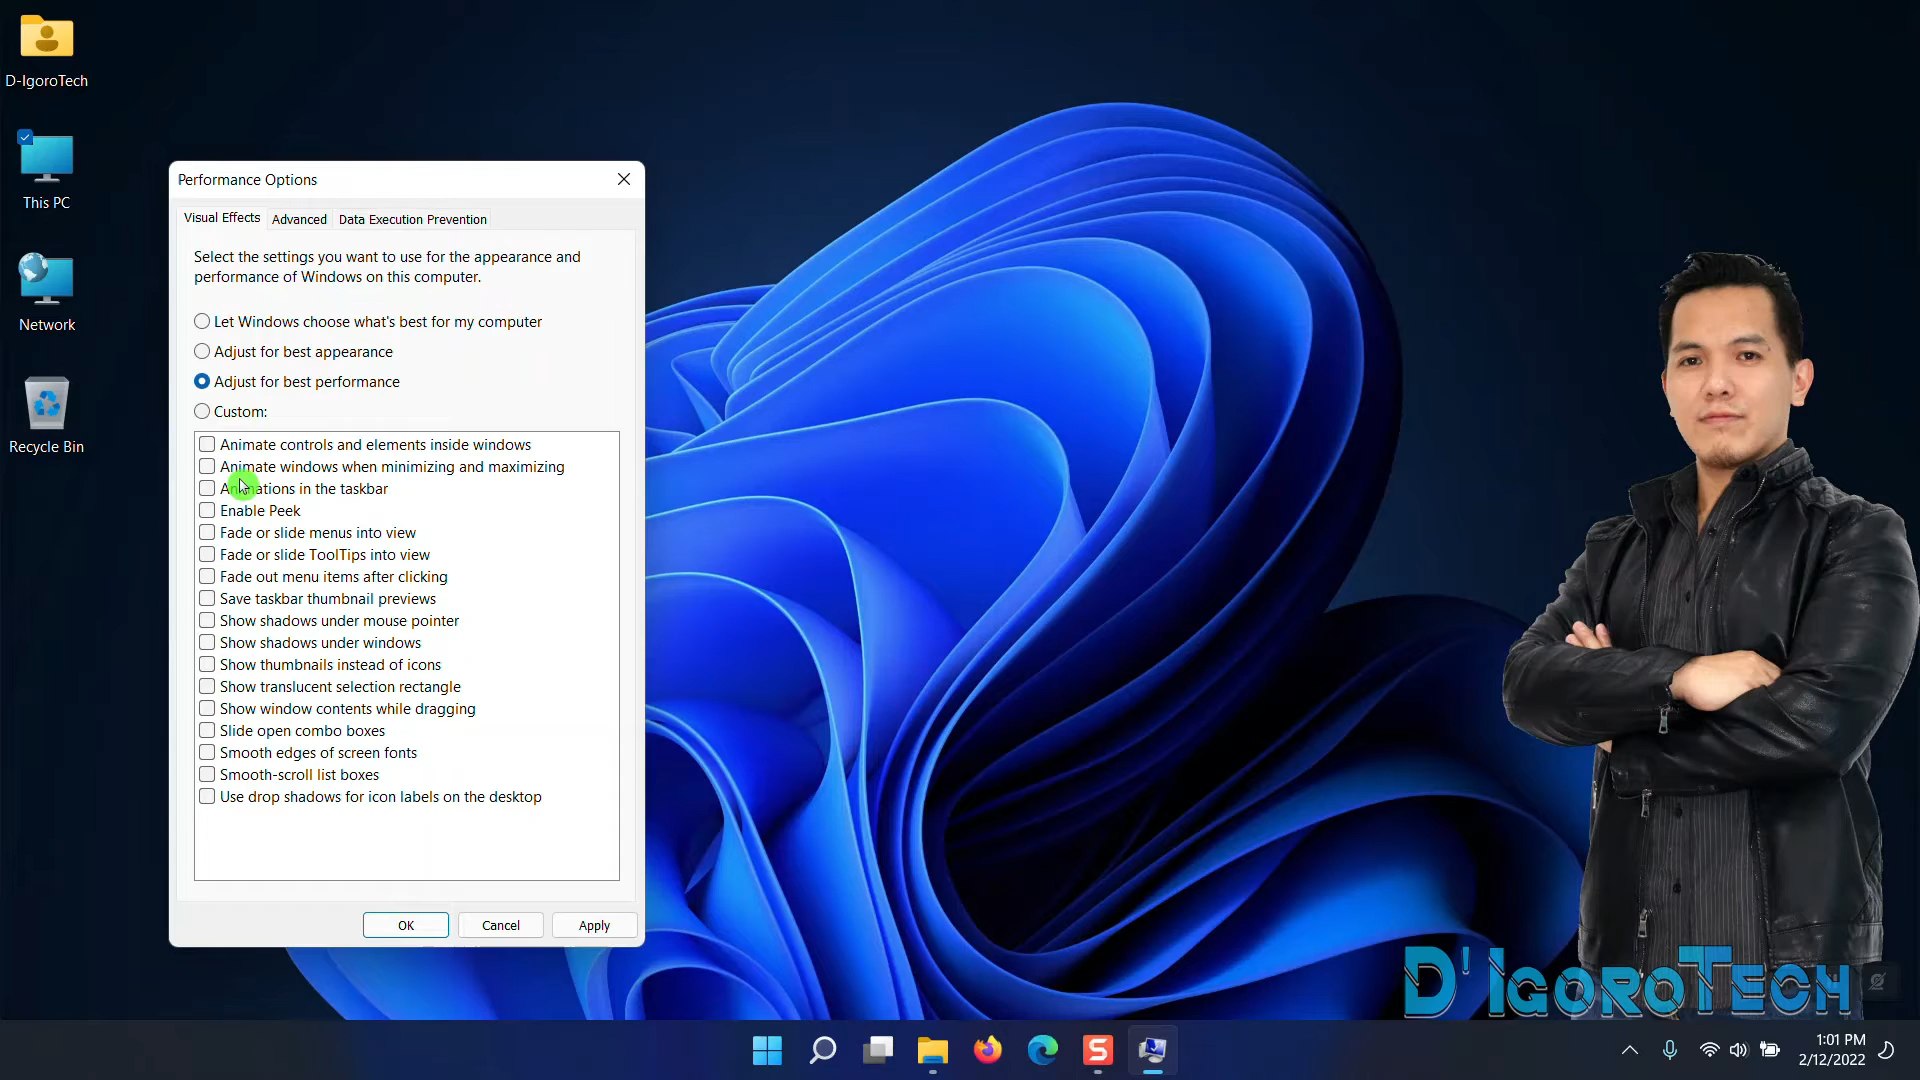 D-IgoroTech
This PC
Network
Recycle Bin
Performance Options
Visual Effects
Advanced
Data Execution Prevention
Select the settings you want to use for the appearance and
performance of Windows on this computer.
Let Windows choose what's best for my computer
Adjust for best appearance
Adjust for best performance
Custom:
Animate controls and elements inside windows
Animate windows when minimizing and maximizing
Animations in the taskbar
Enable Peek
Fade or slide menus into view
Fade or slide ToolTips into view
Fade out menu items after clicking
Save taskbar thumbnail previews
Show shadows under mouse pointer
Show shadows under windows
Show thumbnails instead of icons
Show translucent selection rectangle
Show window contents while dragging
Slide open combo boxes
Smooth edges of screen fonts
Smooth-scroll list boxes
Use drop shadows for icon labels on the desktop
OK
Cancel
Apply
D'IGOROTECH
S
1:01 PM
2/12/2022